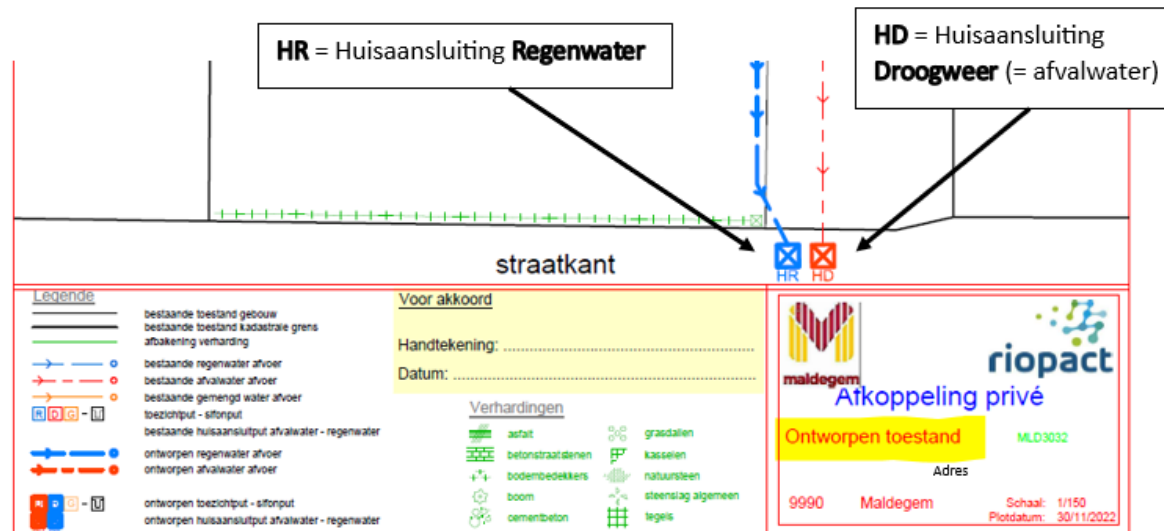 HR = Huisaansluiting Regenwater
HD = Huisaansluiting
Droogweer (= afvalwater)
straatkant
HR
HD
Legende
bestaande toestand gebouw
bestaande toestand kadastrale grens
afbakening verharding
bestaande regenwater afvoer
bestaande afvalwater afvoer
bestaande gemengd water afvoer
R D G - U toezichtput - sifonput
bestaande huisaansluitput afvalwater - regenwater
ontworpen regenwater afvoer
ontworpen afvalwater afvoer
R D G - U ontworpen toezichtput - sifonput
ontworpen huisaansluitput afvalwater - regenwater
Voor akkoord
Handtekening:
Datum:
Verhardingen
asfalt
betonstraatstenen
bodembedekkers
boom
cementbeton
grasdallen
kasseien
natuursteen
steenslag algemeen
tegels
maldegem
riopact
Afkoppeling privé
Ontworpen toestand MLD3032
Adres
9990 Maldegem
Schaal: 1/150
Plotdatum: 30/11/2022